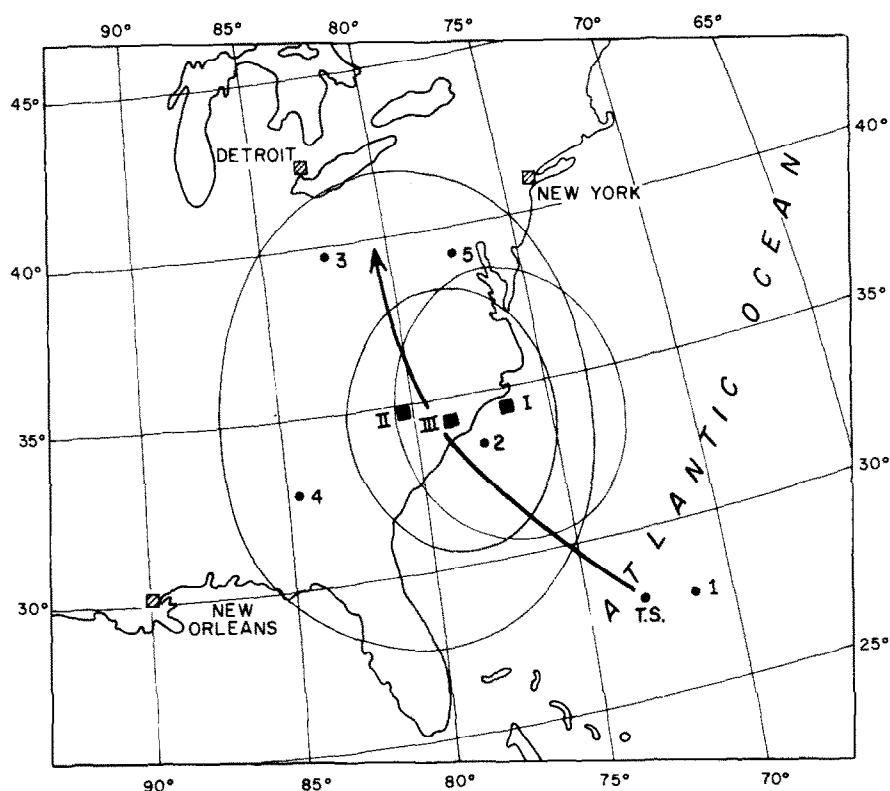 90° 85° 80° 75° 70° 65°
45°
40°
DETROIT
NEW YORK
3
5
40°
35°
II III I
2
35°
4
30°
1
T.S.
30°
NEW
ORLEANS
ATLANTIC OCEAN
25°
90° 85° 80° 75° 70°